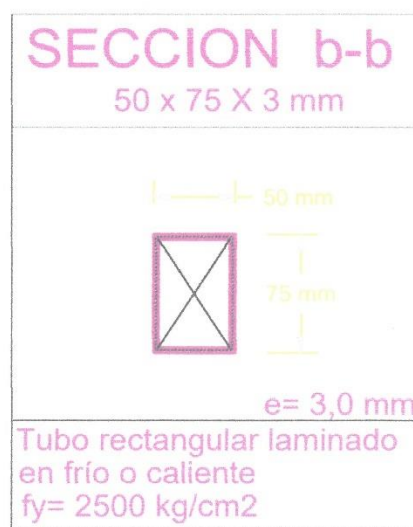 SECCION b-b
50 x 75 X 3 mm
50 mm
75 mm
e= 3,0 mm
Tubo rectangular laminado
en frío o caliente
fy= 2500 kg/cm2